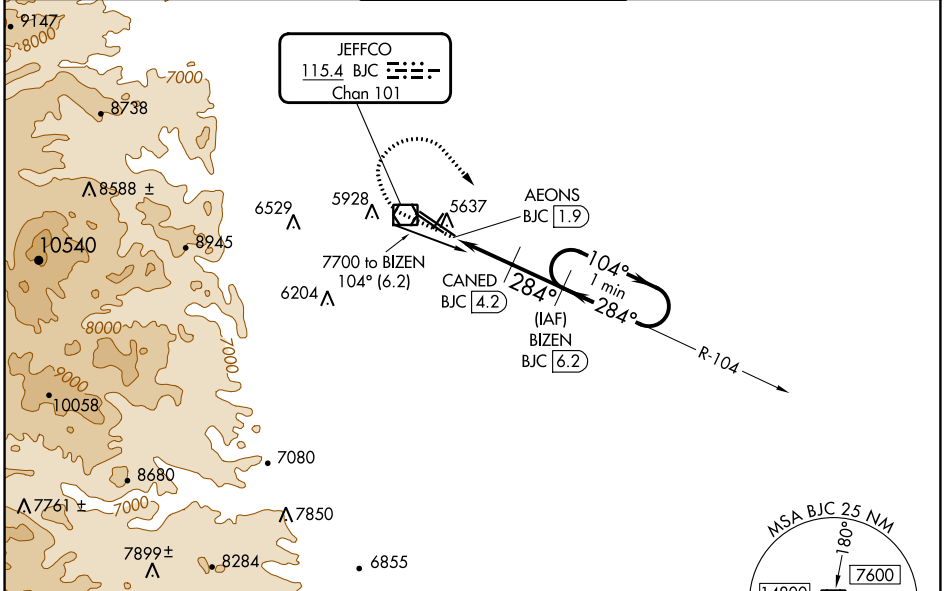 9147
8000
7000
8738
8588 ±
JEFFCO
115.4 BJC
Chan 101
6529
5928
5637
AEONS
BJC 1.9
10540
8945
7700 to BIZEN
104° (6.2)
6204
CANED
BJC 4.2
284°
104°
1 min
284°
(IAF)
BIZEN
BJC 6.2
R-104
8000
7000
9000
10058
7080
8680
7761 ±
7000
7850
7899 ±
8284
6855
MSA BJC 25 NM
180°
7600